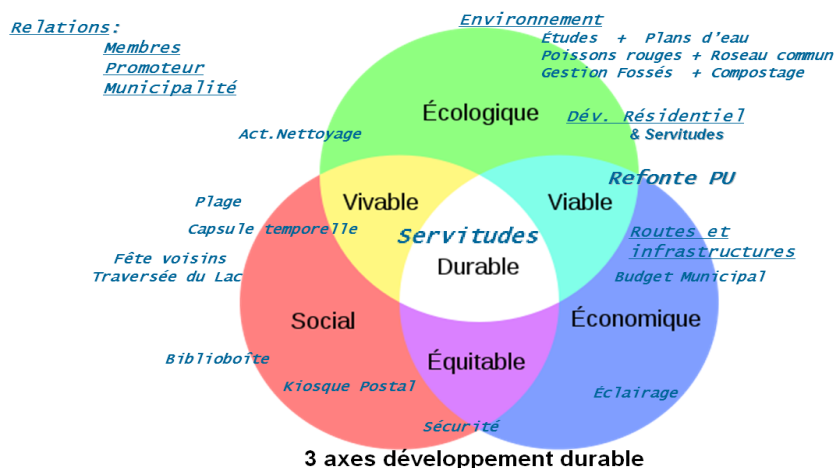 Relations:
Membres
Promoteur
Municipalité
Environnement
Études + Plans d'eau
Poissons rouges + Roseau commun
Gestion Fossés + Compostage
Écologique
Dév. Résidentiel
& Servitudes
Act.Nettoyage
Refonte PU
Plage
Vivable
Viable
Capsule temporelle
Servitudes
Routes et
infrastructures
Fête voisins
Traversée du Lac
Durable
Budget Municipal
Social
Économique
Biblioboîte
Équitable
Kiosque Postal
Éclairage
Sécurité
3 axes développement durable